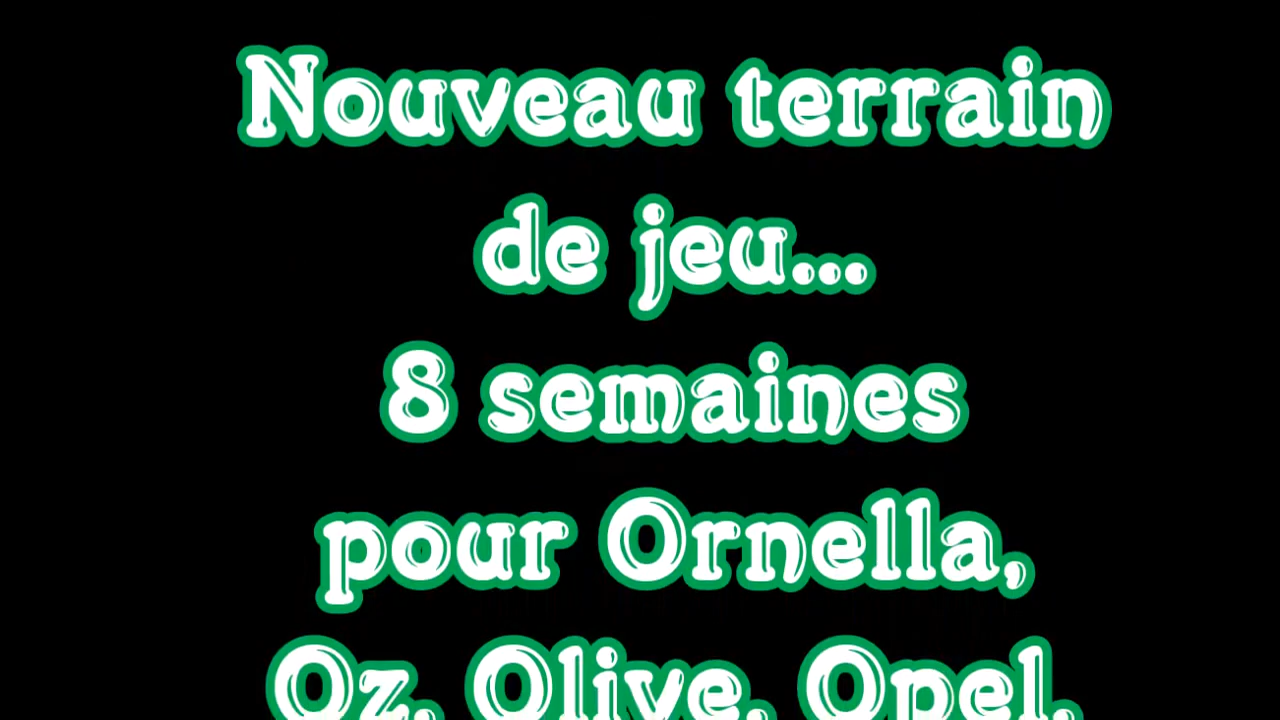 Nouveau terrain
de jeu...
8 semaines
pour Ornella,
Oz, Olive, Opel,